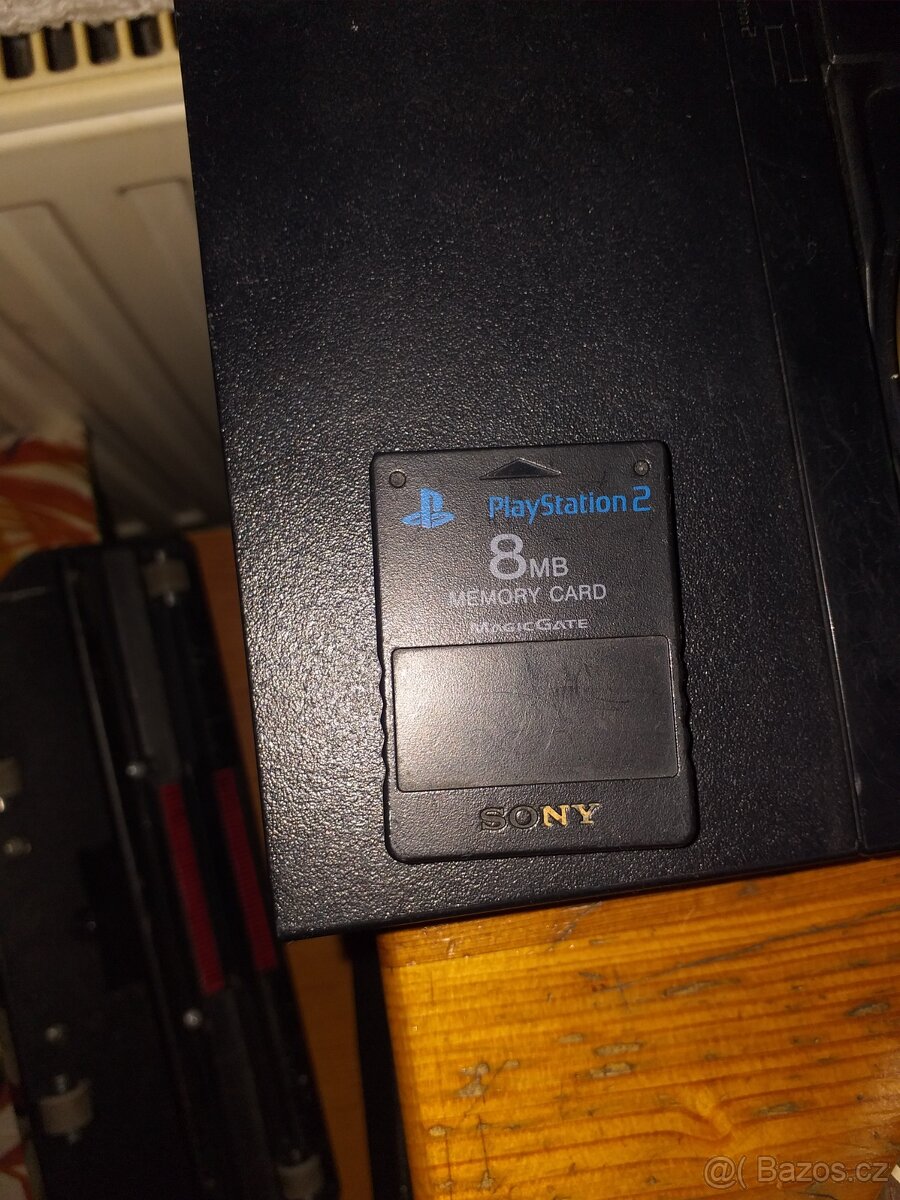 PlayStation 2
8MB
MEMORY CARD
MAGICGATE
SONY
@( Bazos.cz